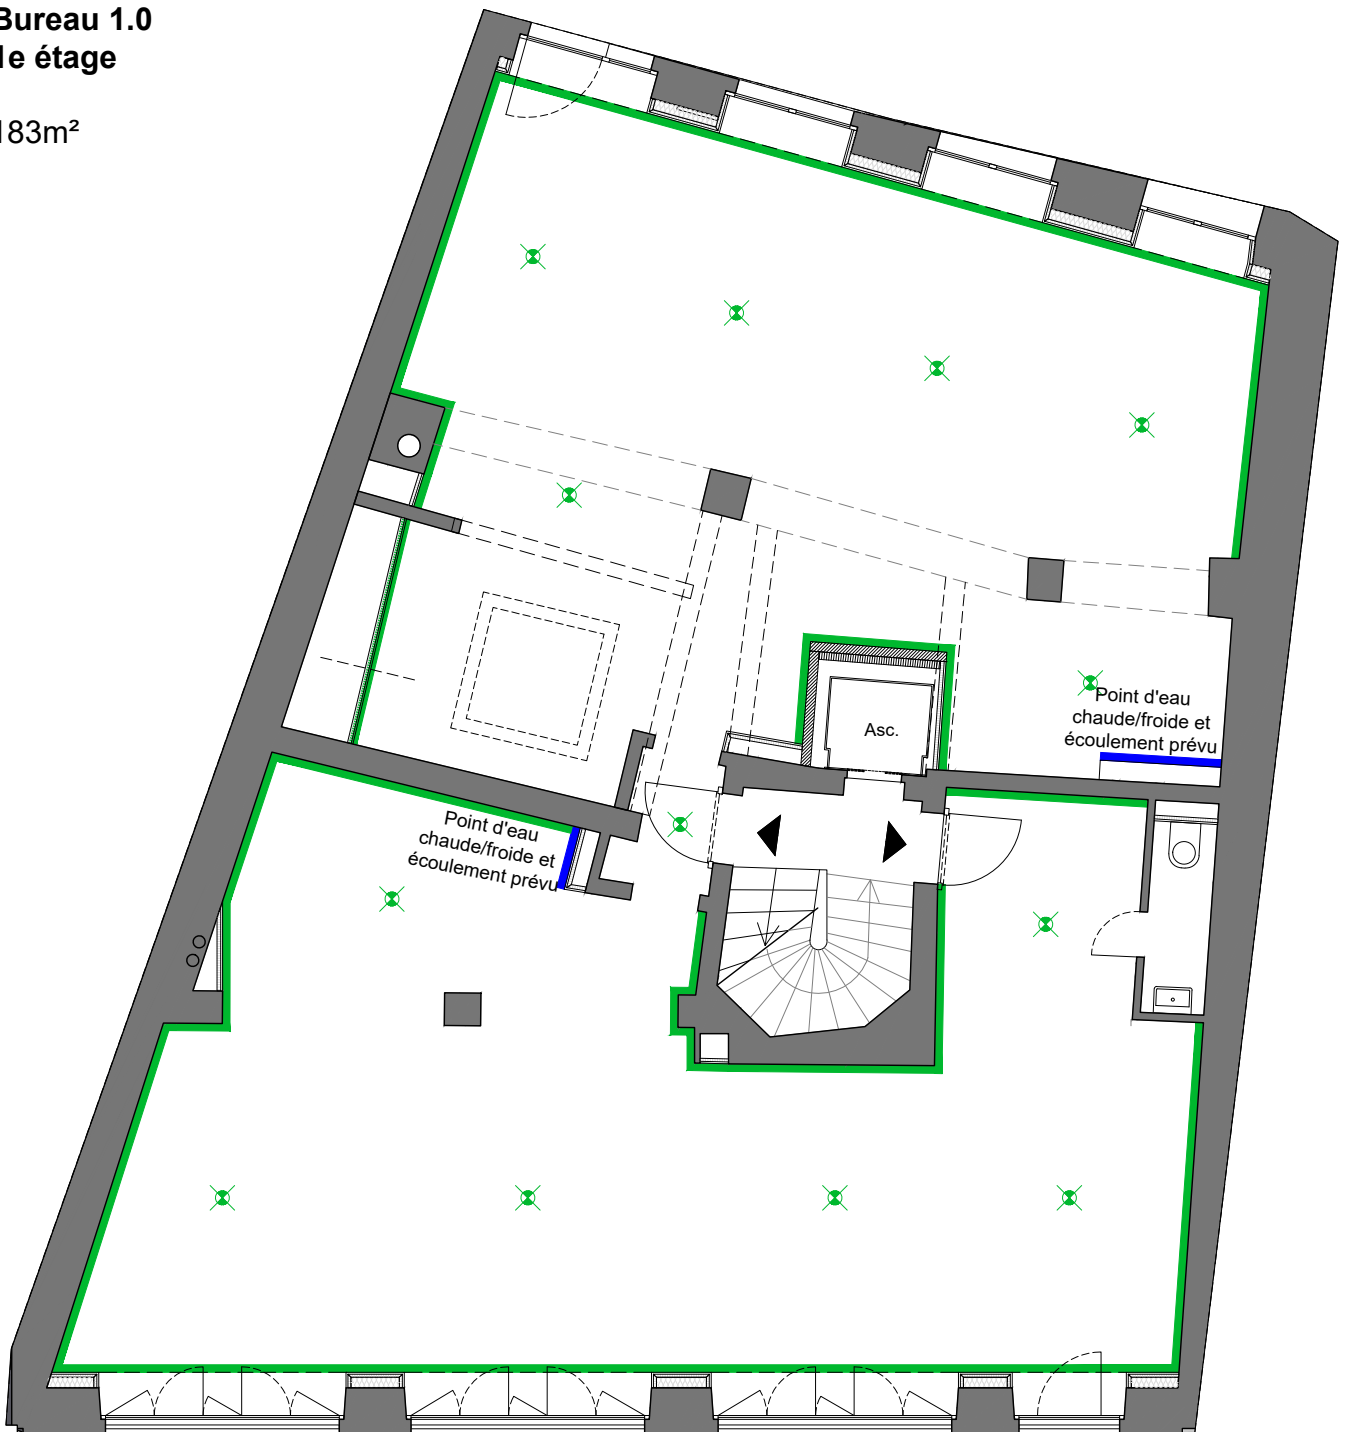 Bureau 1.0
1e étage
183m²
Asc.
Point d'eau
chaude/froide et
écoulement prévu
Point d'eau
chaude/froide et
écoulement prévu